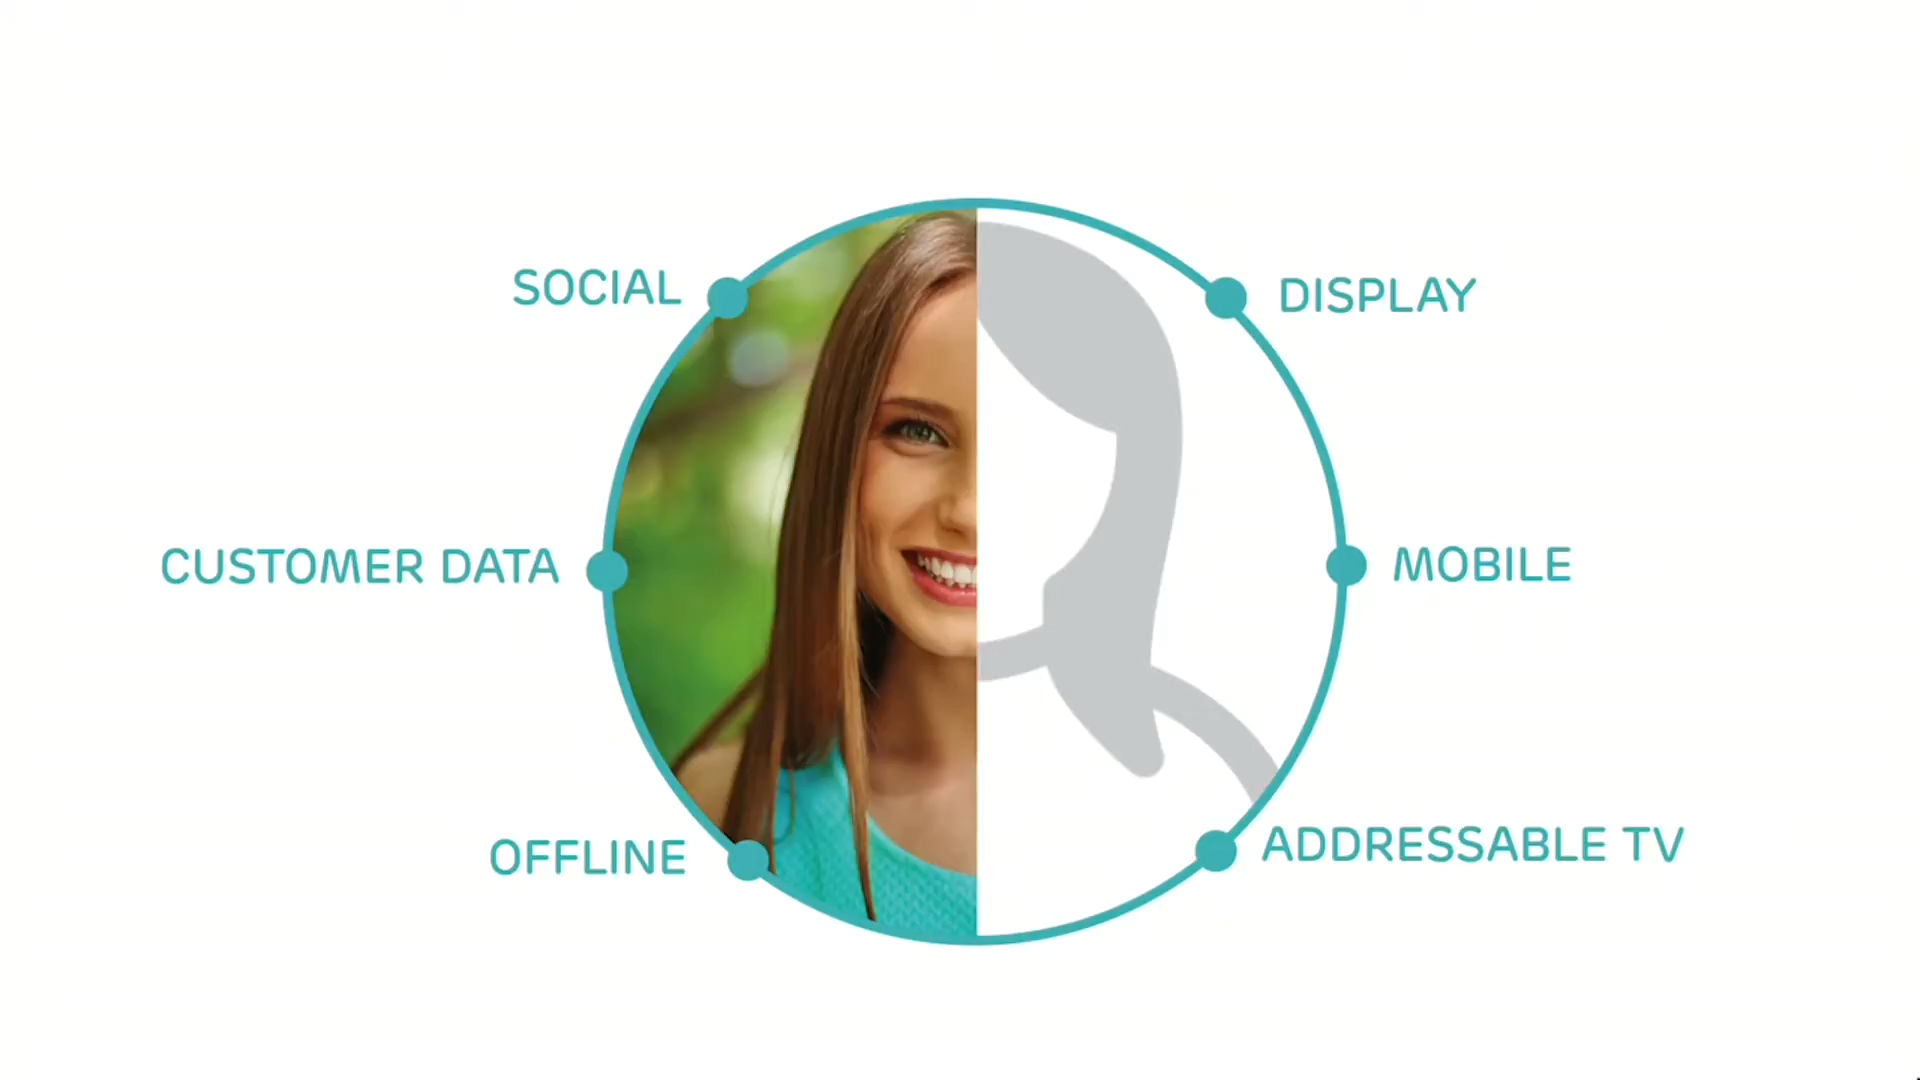 SOCIAL
DISPLAY
CUSTOMER DATA
MOBILE
OFFLINE
ADDRESSABLE TV